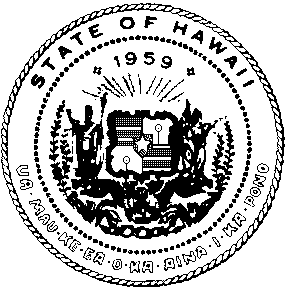 STATE OF HAWAII
1959
UA·MAU·KE·EA·O·KA·AINA·I·KA·PONO